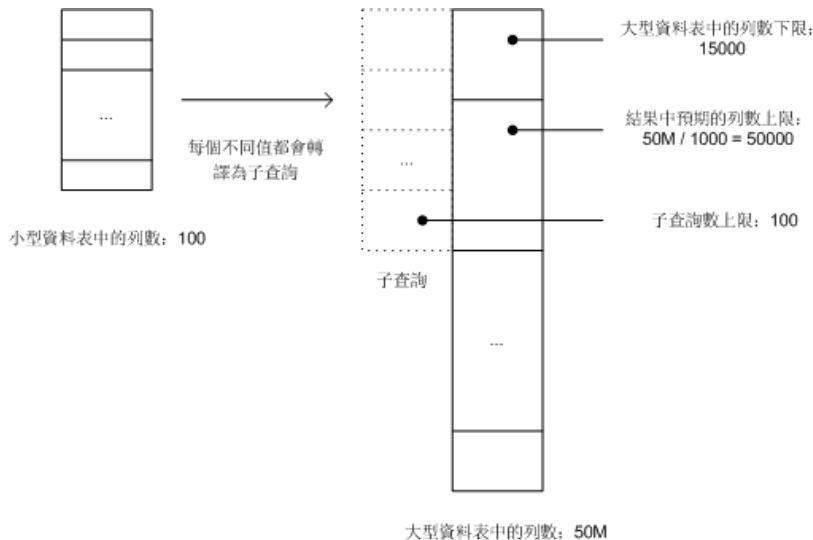 大型資料表中的列數下限：
15000
結果中預期的列數上限：
50M / 1000 = 50000
...
每個不同值都會轉
譯為子查詢
...
子查詢數上限：100
小型資料表中的列數：100
子查詢
...
大型資料表中的列數：50M